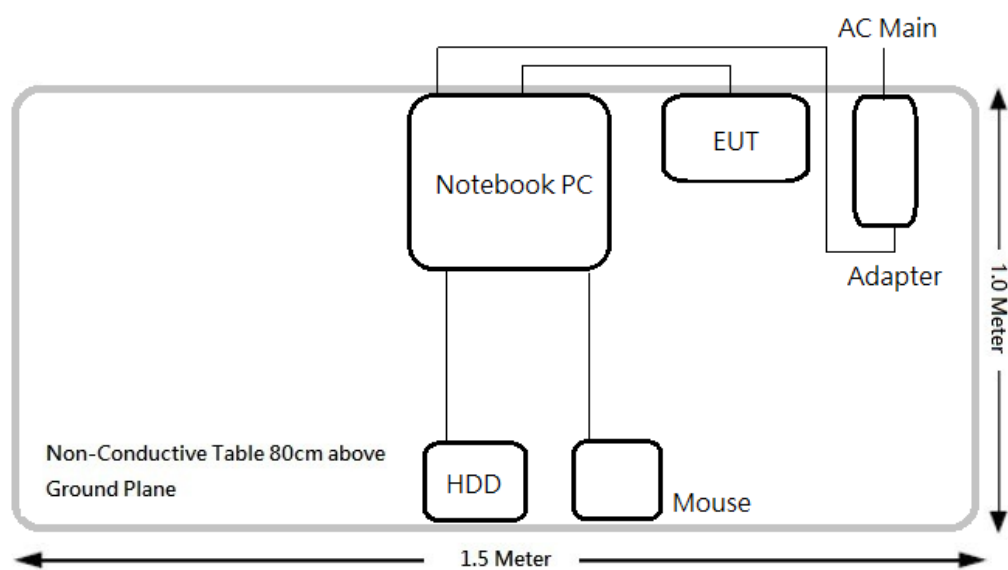 AC Main
Notebook PC
EUT
Adapter
1.0 Meter
Non-Conductive Table 80cm above
Ground Plane
HDD
Mouse
1.5 Meter